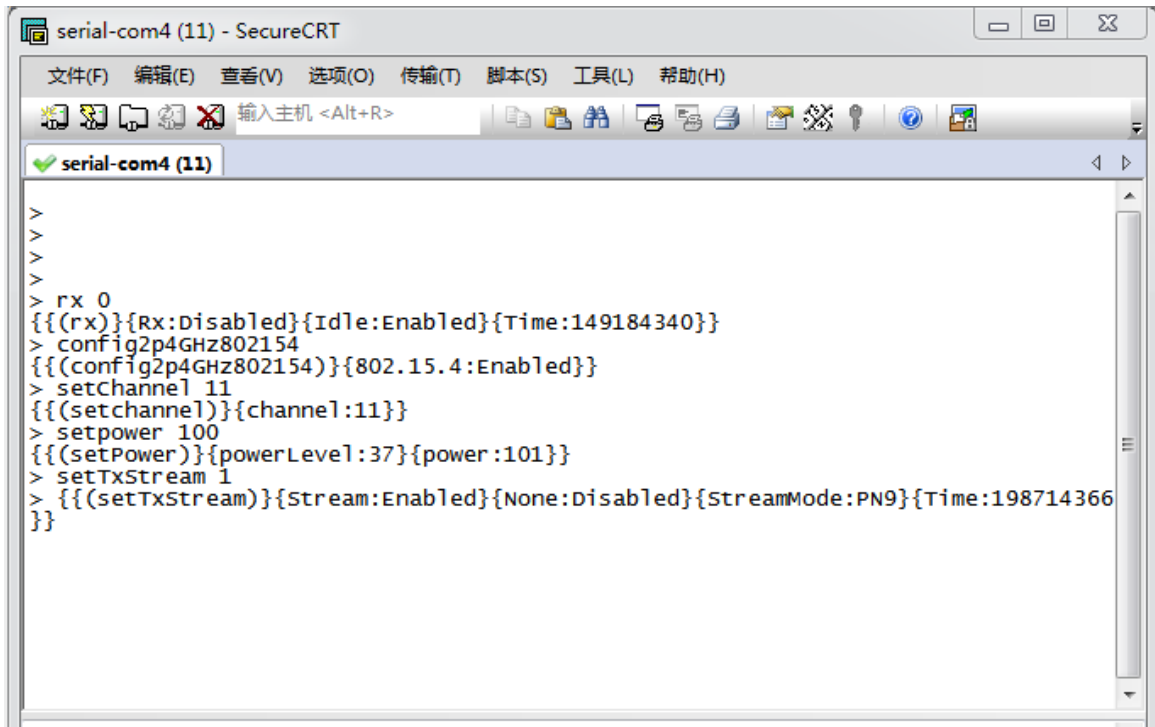 serial-com4 (11) - SecureCRT
文件(F) 编辑(E) 查看(V) 选项(O) 传输(T) 脚本(S) 工具(L) 帮助(H)
输入主机 <Alt+R>
serial-com4 (11)
>
>
>
>
> rx 0
{{(rx)}{Rx:Disabled}{Idle:Enabled}{Time:149184340}}
> config2p4GHz802154
{{(config2p4GHz802154)}{802.15.4:Enabled}}
> setChannel 11
{{(setchannel)}{channel:11}}
> setpower 100
{{(setPower)}{powerLevel:37}{power:101}}
> setTxStream 1
> {{(setTxStream)}{Stream:Enabled}{None:Disabled}{StreamMode:PN9}{Time:198714366
}}